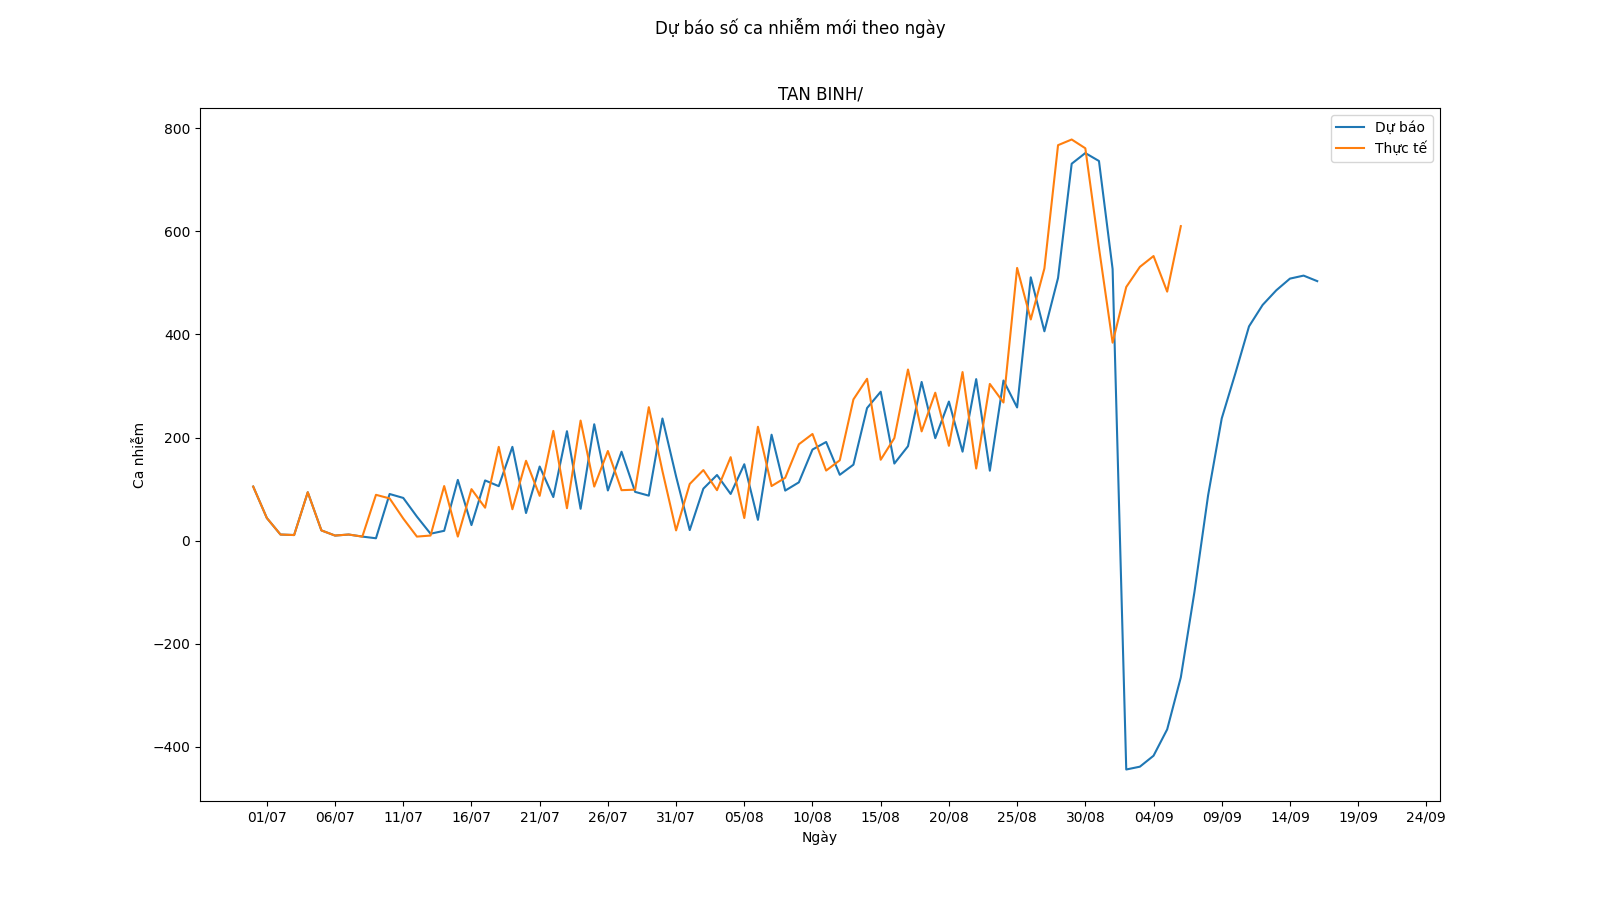 Dự báo số ca nhiễm mới theo ngày
TAN BINH/
Dự báo
Thực tế
800
600
400
200
0
−200
−400
Ca nhiễm
01/07 06/07 11/07 16/07 21/07 26/07 31/07 05/08 10/08 15/08 20/08 25/08 30/08 04/09 09/09 14/09 19/09 24/09
Ngày